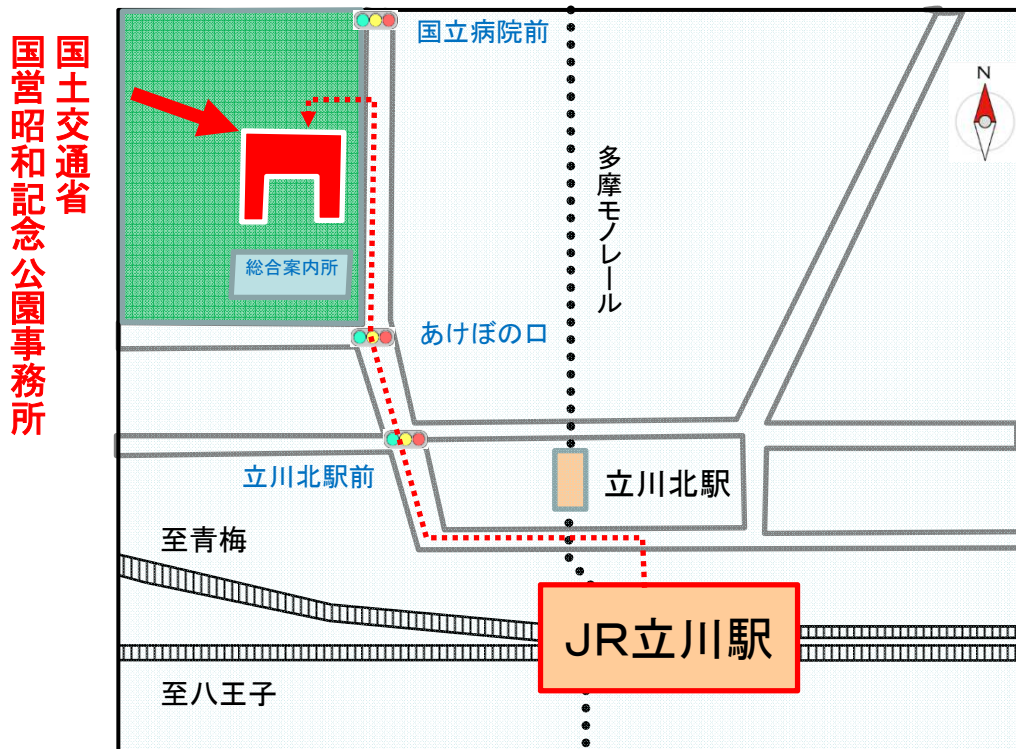 国土交通省
国営昭和記念公園事務所
国立病院前
N
多摩モノレール
総合案内所
あけぼの口
立川北駅前
立川北駅
至青梅
JR立川駅
至八王子